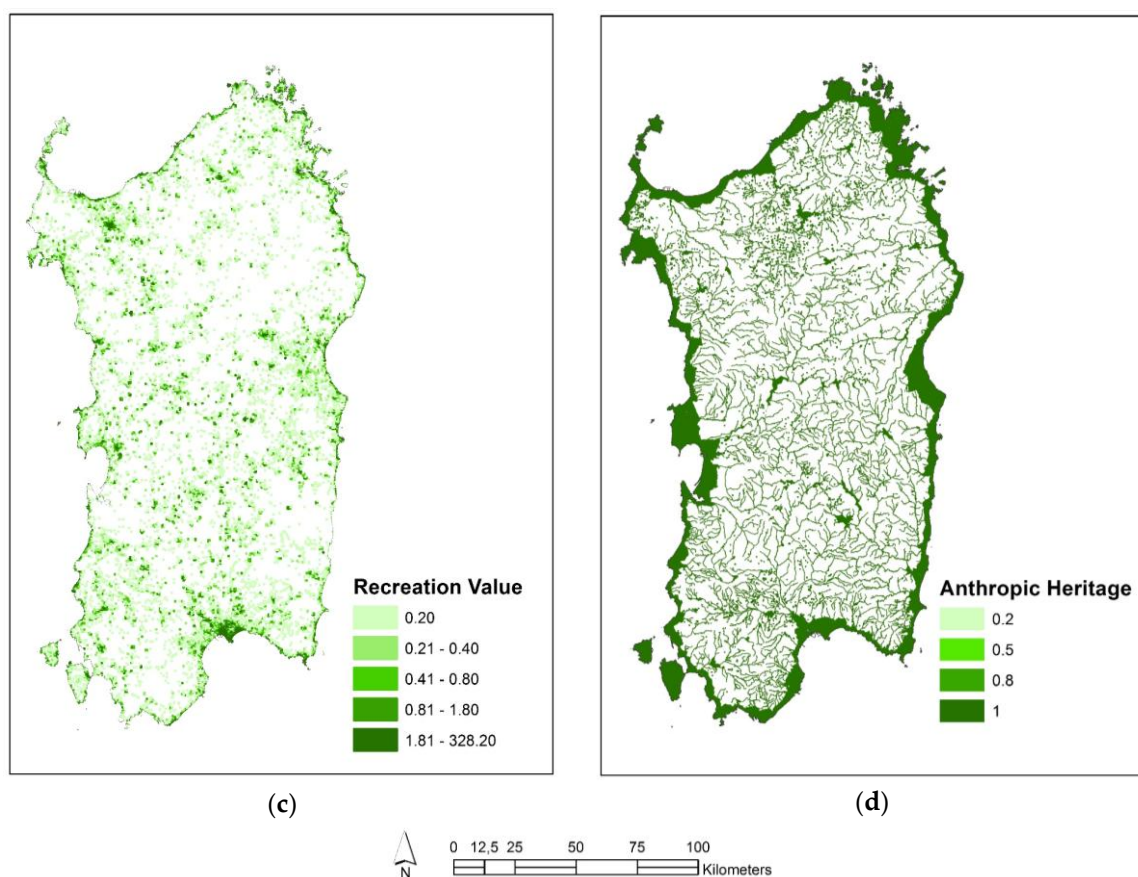 Recreation Value
0.20
0.21 - 0.40
0.41 - 0.80
0.81 - 1.80
1.81 - 328.20
Anthropic Heritage
0.2
0.5
0.8
1
(c)
(d)
N
0 12,5 25 50 75 100
Kilometers